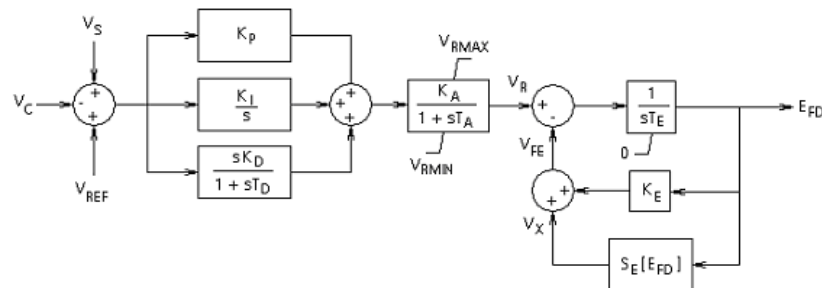 V_S
K_P
V_RMAX
V_C
-
+
+
K_I
s
+
+
+
K_A
1 + sT_A
V_R
+
-
1
sT_E
E_FD
V_REF
sK_D
1 + sT_D
V_RMIN
V_FE
0
+
+
K_E
V_X
S_E[E_FD]